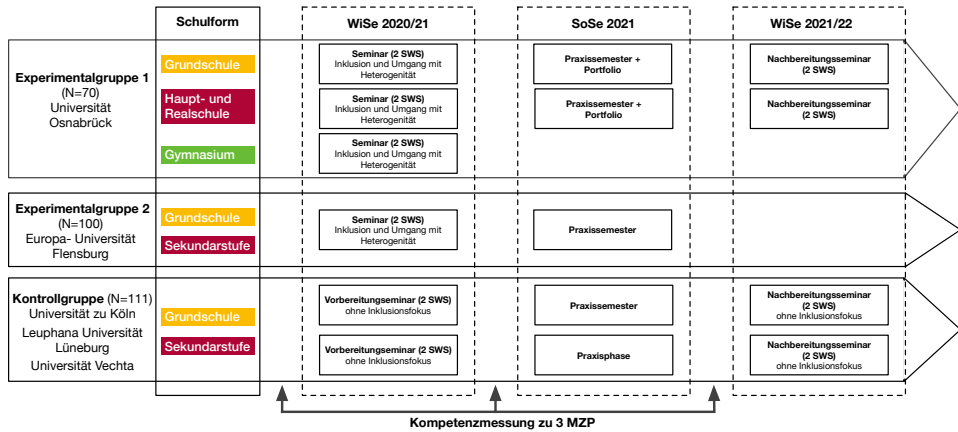 Schulform
WiSe 2020/21
SoSe 2021
WiSe 2021/22
Experimentalgruppe 1
(N=70)
Universität
Osnabrück
Grundschule
Seminar (2 SWS)
Inklusion und Umgang mit
Heterogenität
Praxissemester +
Portfolio
Nachbereitungsseminar
(2 SWS)
Haupt- und
Realschule
Seminar (2 SWS)
Inklusion und Umgang mit
Heterogenität
Praxissemester +
Portfolio
Nachbereitungsseminar
(2 SWS)
Gymnasium
Seminar (2 SWS)
Inklusion und Umgang mit
Heterogenität
Experimentalgruppe 2
(N=100)
Europa- Universität
Flensburg
Grundschule
Sekundarstufe
Seminar (2 SWS)
Inklusion und Umgang mit
Heterogenität
Praxissemester
Kontrollgruppe (N=111)
Universität zu Köln
Leuphana Universität
Lüneburg
Universität Vechta
Grundschule
Vorbereitungseminar (2 SWS)
ohne Inklusionsfokus
Praxissemester
Nachbereitungsseminar
(2 SWS)
ohne Inklusionsfokus
Sekundarstufe
Vorbereitungseminar (2 SWS)
ohne Inklusionsfokus
Praxisphase
Nachbereitungsseminar
(2 SWS)
ohne Inklusionsfokus
Kompetenzmessung zu 3 MZP